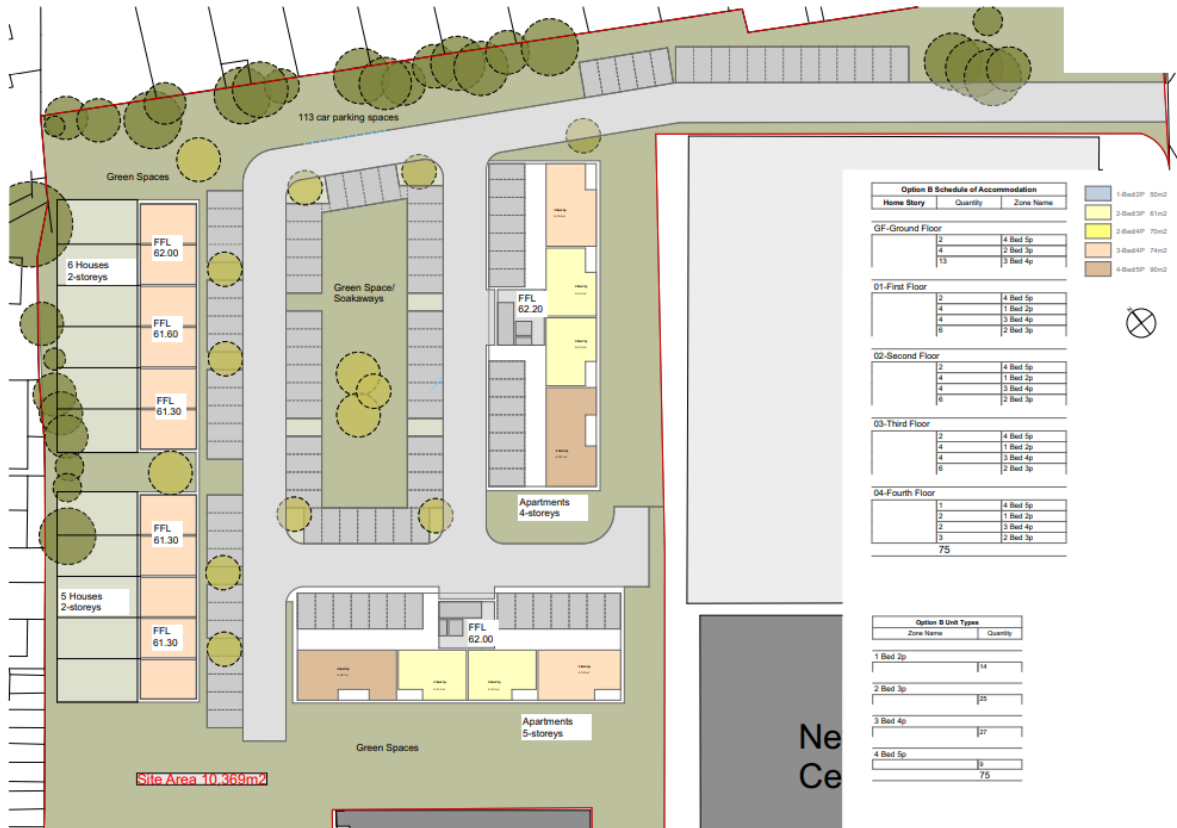 113 car parking spaces
Green Spaces
6 Houses
2-storeys
FFL
62.00
FFL
61.60
FFL
61.30
Green Space/
Soakaways
FFL
62.20
Apartments
4-storeys
FFL
61.30
5 Houses
2-storeys
FFL
61.30
FFL
62.00
Apartments
5-storeys
Green Spaces
Site Area 10,369m2
Ne
Ce
Option B Schedule of Accommodation
Home Story Quantity Zone Name
GF-Ground Floor
2 4 Bed 5p
4 2 Bed 3p
13 3 Bed 4p
01-First Floor
2 4 Bed 5p
4 1 Bed 2p
4 3 Bed 4p
6 2 Bed 3p
02-Second Floor
2 4 Bed 5p
4 1 Bed 2p
4 3 Bed 4p
6 2 Bed 3p
03-Third Floor
2 4 Bed 5p
4 1 Bed 2p
4 3 Bed 4p
6 2 Bed 3p
04-Fourth Floor
1 4 Bed 5p
2 1 Bed 2p
2 3 Bed 4p
3 2 Bed 3p
75
1-Bed/2P 50m2
2-Bed/3P 61m2
2-Bed/4P 70m2
3-Bed/4P 74m2
4-Bed/5P 90m2
Option B Unit Types
Zone Name Quantity
1 Bed 2p
14
2 Bed 3p
25
3 Bed 4p
27
4 Bed 5p
9
75